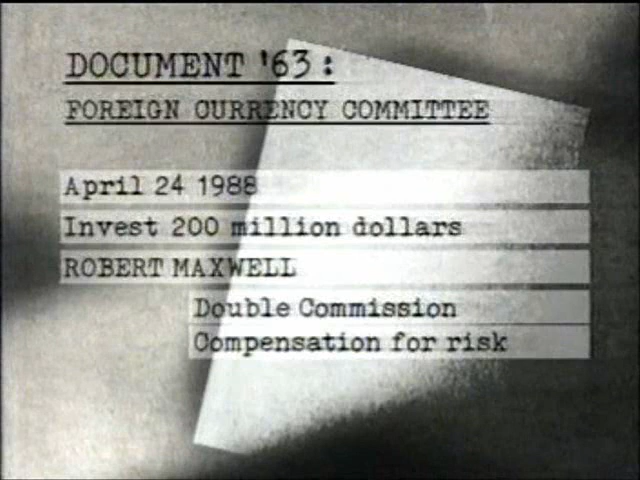 DOCUMENT '63:
FOREIGN CURRENCY COMMITTEE
April 24 1988
Invest 200 million dollars
ROBERT MAXWELL
Double Commission
Compensation for risk